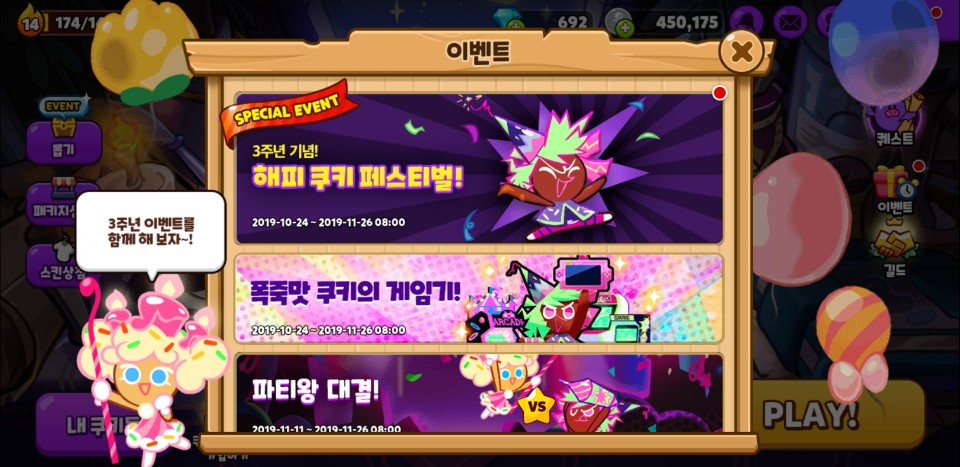 14
174/1
692
450,175
이벤트
EVENT
뽑기
패키지
스킨상점
SPECIAL EVENT
3주년 기념!
해피 쿠키 페스티벌!
2019-10-24 ~ 2019-11-26 08:00
폭죽맛 쿠키의 게임기!
ARCADE
2019-10-24 ~ 2019-11-26 08:00
파티왕 대결!
VS
2019-11-11 ~ 2019-11-26 08:00
3주년 이벤트를
함께 해 보자~!
퀘스트
이벤트
길드
내 쿠키
PLAY!